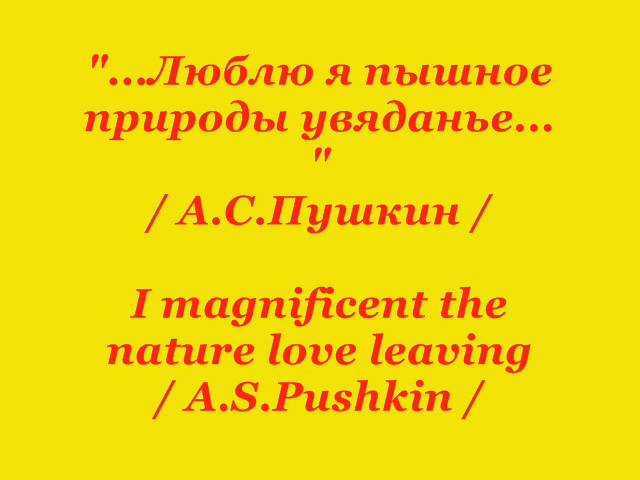 "...Люблю я пышное
природы увяданье...
"
/ А.С.Пушкин /
I magnificent the
nature love leaving
/ A.S.Pushkin /